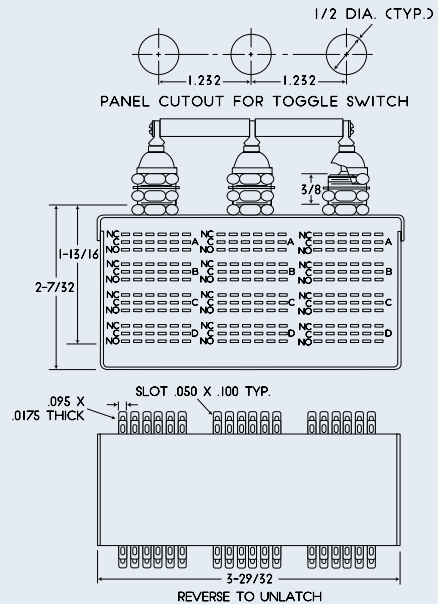 1/2 DIA. (TYP.)
1.232 1.232
PANEL CUTOUT FOR TOGGLE SWITCH
3/8
NC NC NC
C A C A C A
NO NO NO
1-13/16
NC NC NC
C B C B C B
NO NO NO
2-7/32
NC NC NC
C C C C C C
NO NO NO
NC NC NC
C D C D C D
NO NO NO
.095 X
.0175 THICK
SLOT .050 X .100 TYP.
3-29/32
REVERSE TO UNLATCH